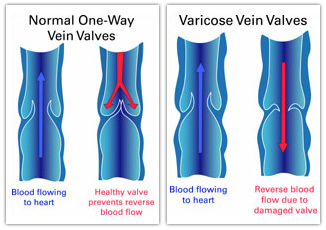 Normal One-Way
Vein Valves
Blood flowing
to heart
Healthy valve
prevents reverse
blood flow
Varicose Vein Valves
Blood flowing
to heart
Reverse blood
flow due to
damaged valve